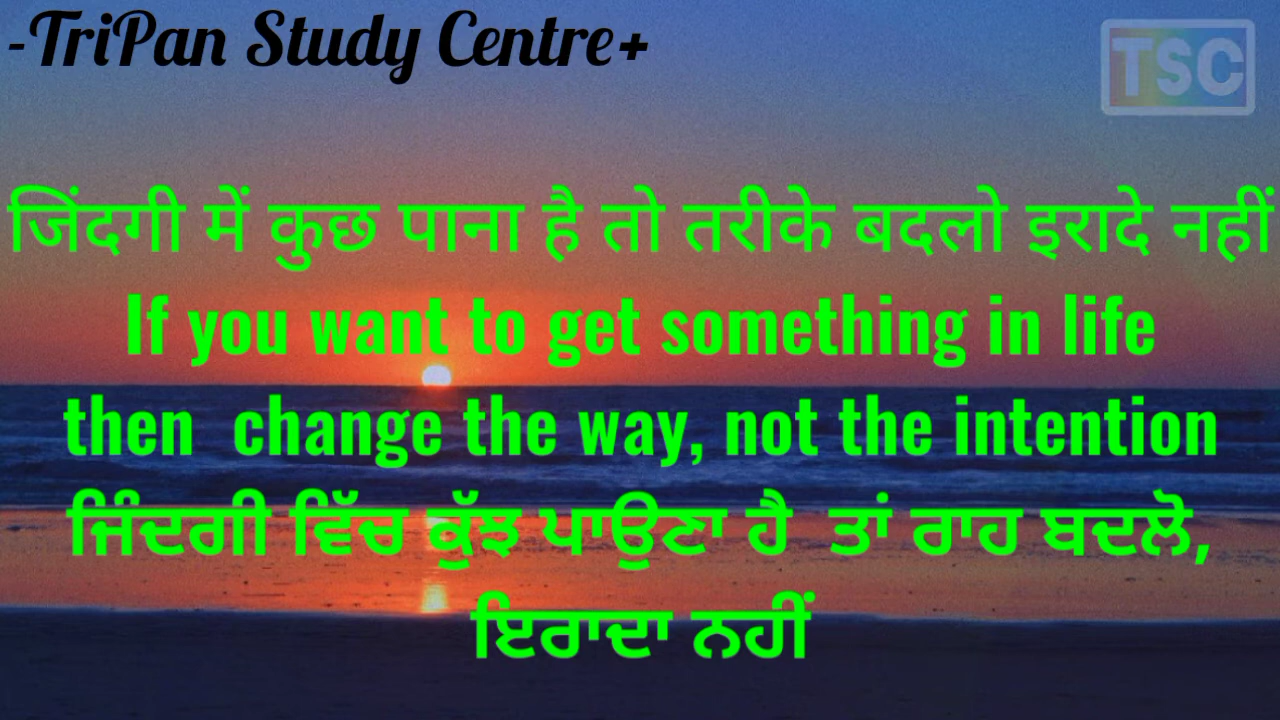 -TriPan Study Centre+
TSC
जिंदगी में कुछ पाना है तो तरीके बदलो इरादे नहीं
If you want to get something in life
then  change the way, not the intention
ਜਿੰਦਗੀ ਵਿੱਚ ਕੁੱਝ ਪਾਉਣਾ ਹੈ  ਤਾਂ ਰਾਹ ਬਦਲੋ,
ਇਰਾਦਾ ਨਹੀਂ